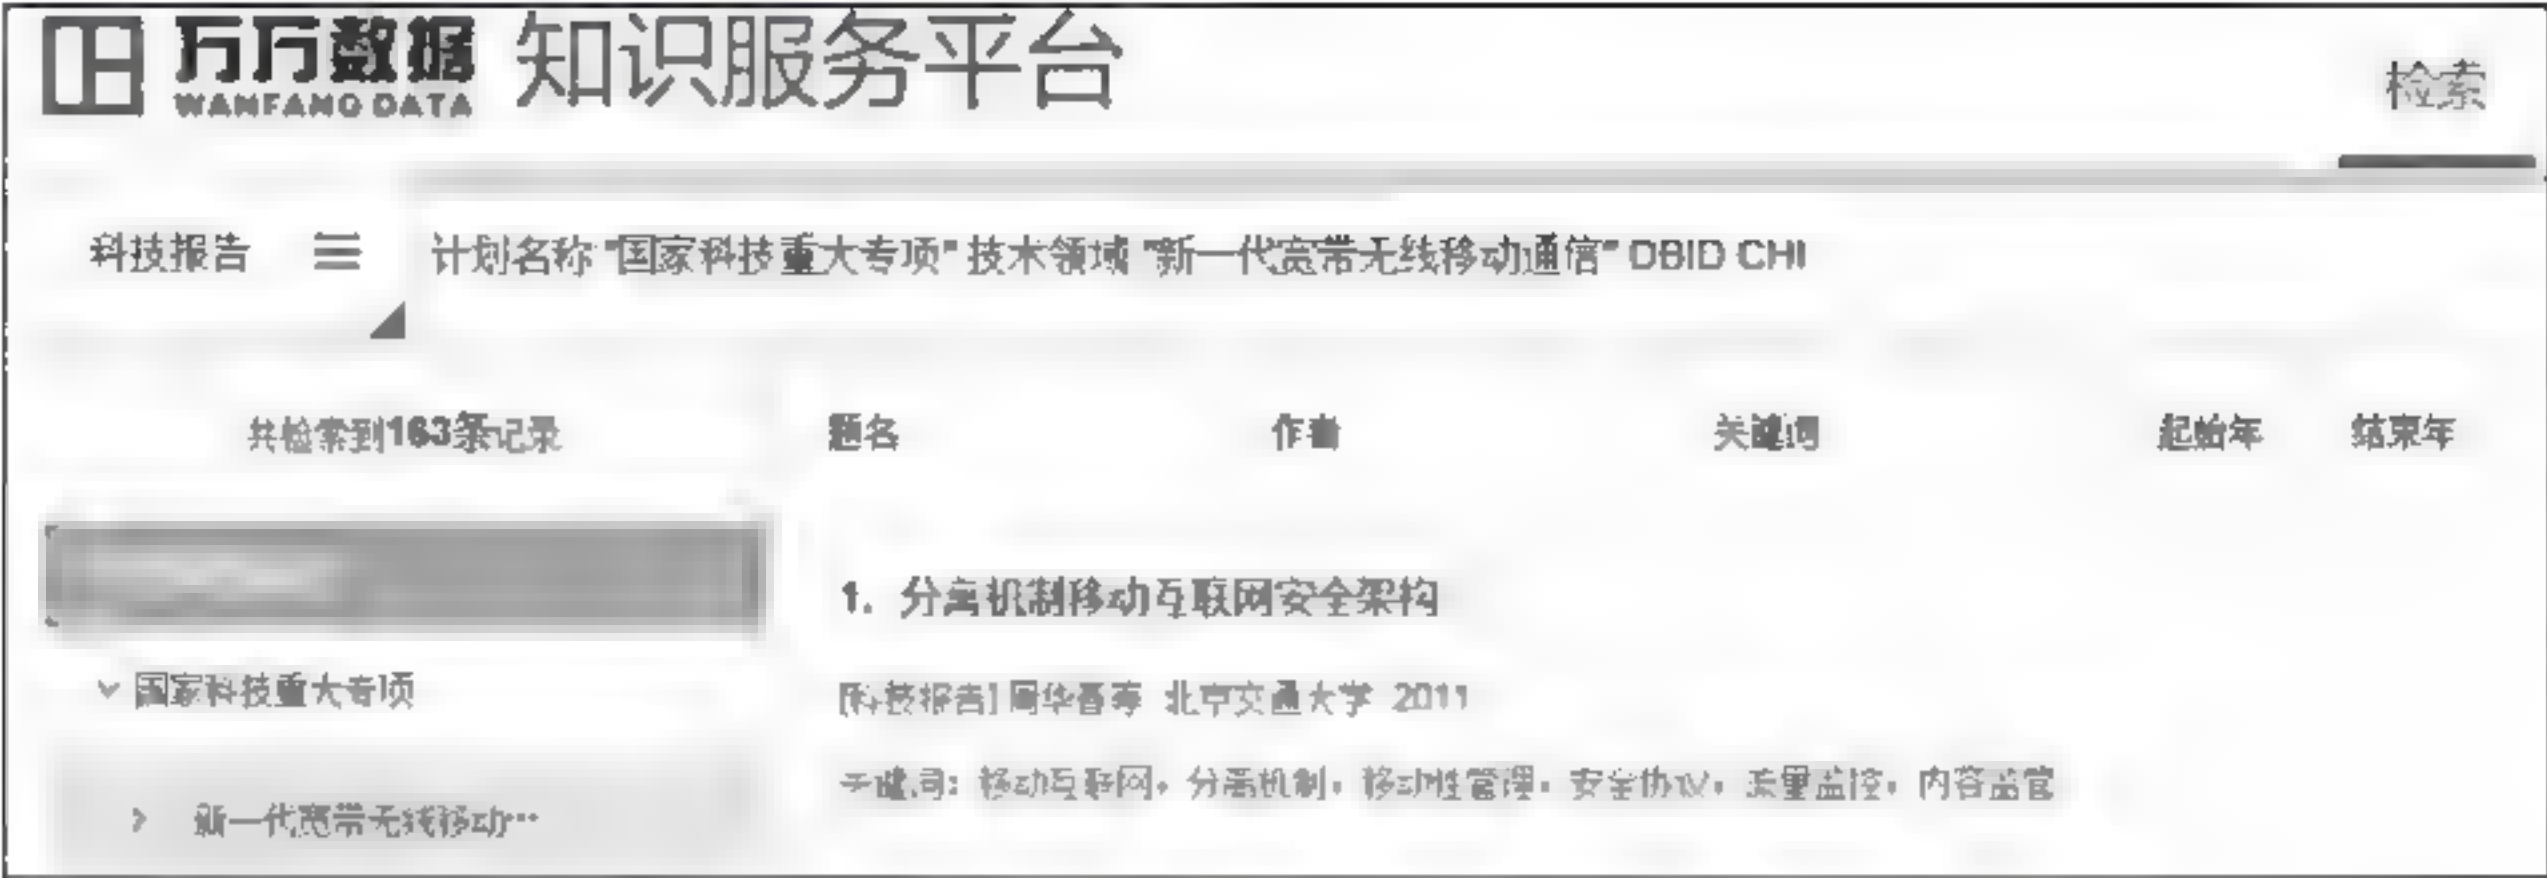 万方数据 知识服务平台
WANFANG DATA
检索
科技报告 计划名称 "国家科技重大专项" 技术领域 "新一代宽带无线移动通信" DBID CHI
共检索到163条记录 题名 作者 关键词 起始年 结束年
1. 分离机制移动互联网安全架构
国家科技重大专项
[科技报告] 周华春等 北京交通大学 2011
关键词: 移动互联网, 分离机制, 移动性管理, 安全协议, 流量监控, 内容监管
新一代宽带无线移动…